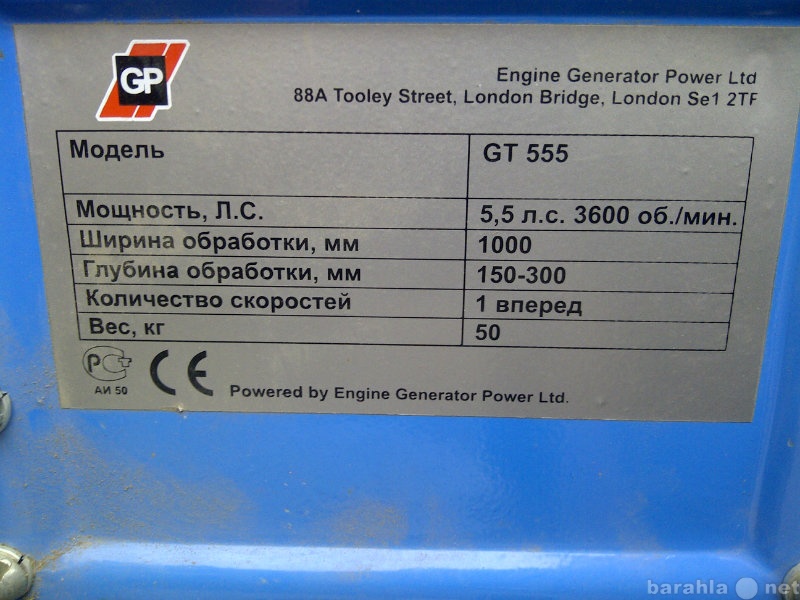 GP
Engine Generator Power Ltd
88A Tooley Street, London Bridge, London Se1 2TF
Модель GT 555
Мощность, Л.С. 5,5 л.с. 3600 об./мин.
Ширина обработки, мм 1000
Глубина обработки, мм 150-300
Количество скоростей 1 вперед
Вес, кг 50
РСТ
АИ 50
CE
Powered by Engine Generator Power Ltd.
barahla net